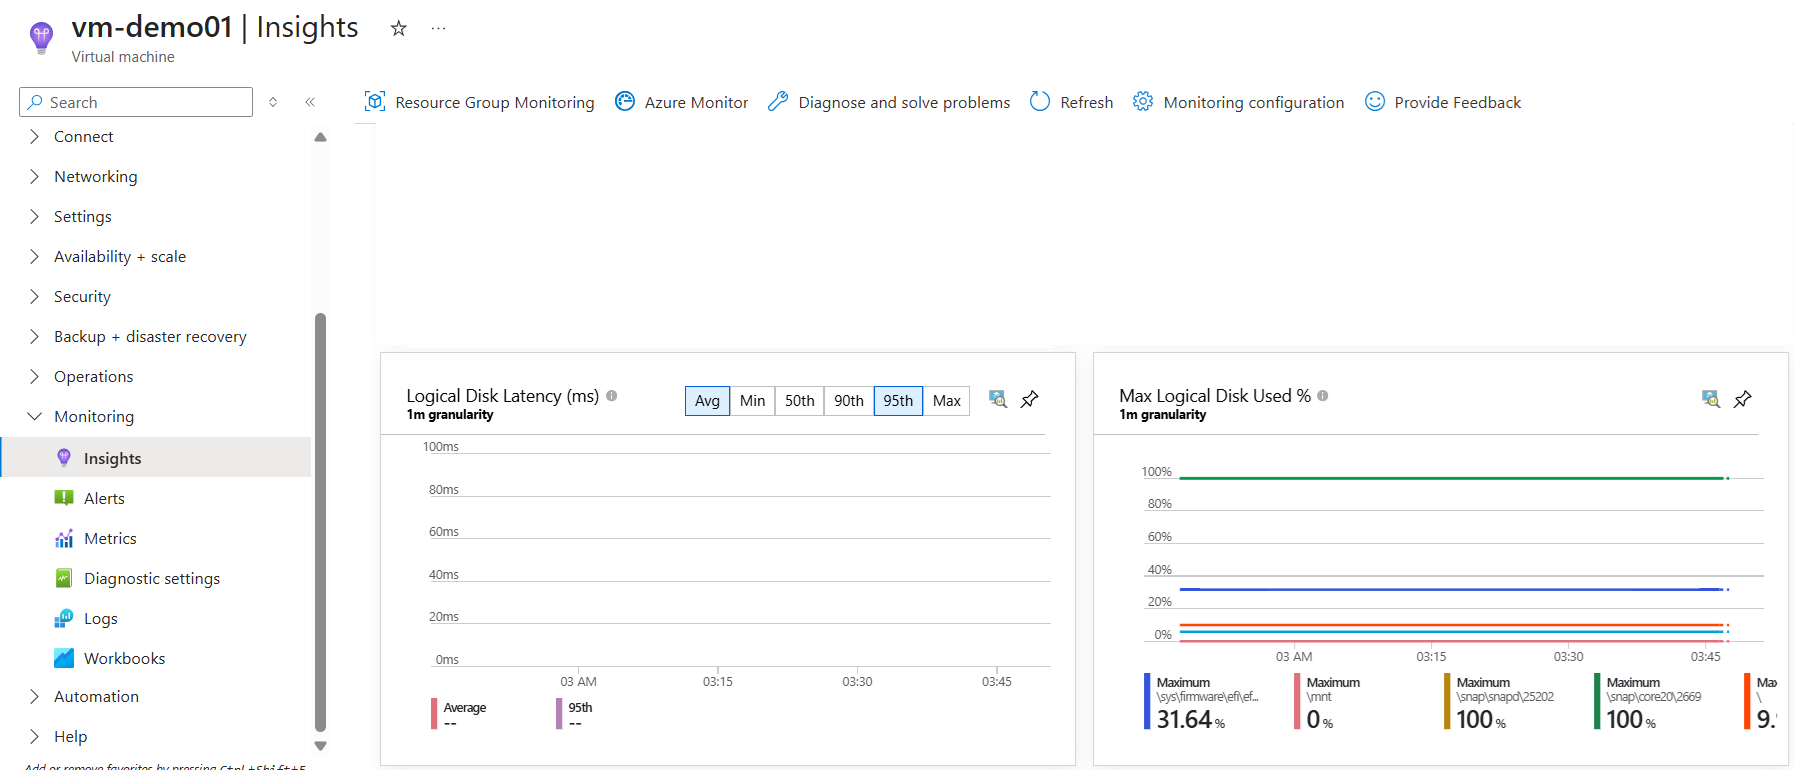 vm-demo01 | Insights
Virtual machine
Search
Resource Group Monitoring
Azure Monitor
Diagnose and solve problems
Refresh
Monitoring configuration
Provide Feedback
Connect
Networking
Settings
Availability + scale
Security
Backup + disaster recovery
Operations
Monitoring
Insights
Alerts
Metrics
Diagnostic settings
Logs
Workbooks
Automation
Help
Add or remove favorites by pressing Ctrl+Shift+F
Logical Disk Latency (ms)
1m granularity
Avg Min 50th 90th 95th Max
100ms
80ms
60ms
40ms
20ms
0ms
03 AM 03:15 03:30 03:45
Average
--
95th
--
Max Logical Disk Used %
1m granularity
100%
80%
60%
40%
20%
0%
03 AM 03:15 03:30 03:45
Maximum
\sys\firmware\efi\ef...
31.64 %
Maximum
\mnt
0 %
Maximum
\snap\snapd\25202
100 %
Maximum
\snap\core20\2669
100 %
Max
\
9.